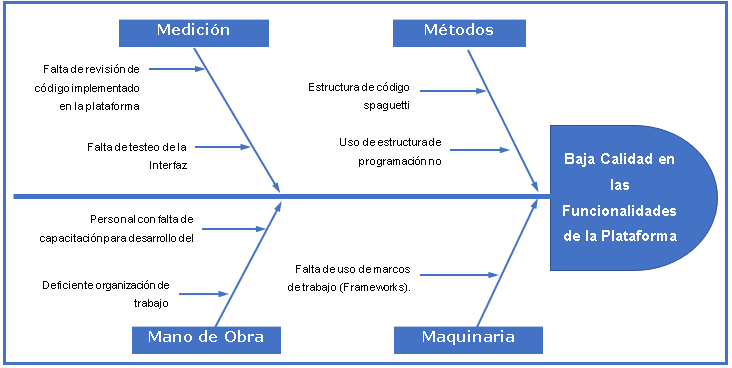 Medición
Métodos
Falta de revisión de
código implementado
en la plataforma
Falta de testeo de la
Interfaz
Estructura de código
spaguetti
Uso de estructura de
programación no
Baja Calidad en
las
Funcionalidades
de la Plataforma
Personal con falta de
capacitación para desarrollo del
Deficiente organización de
trabajo
Falta de uso de marcos
de trabajo (Frameworks).
Mano de Obra
Maquinaria